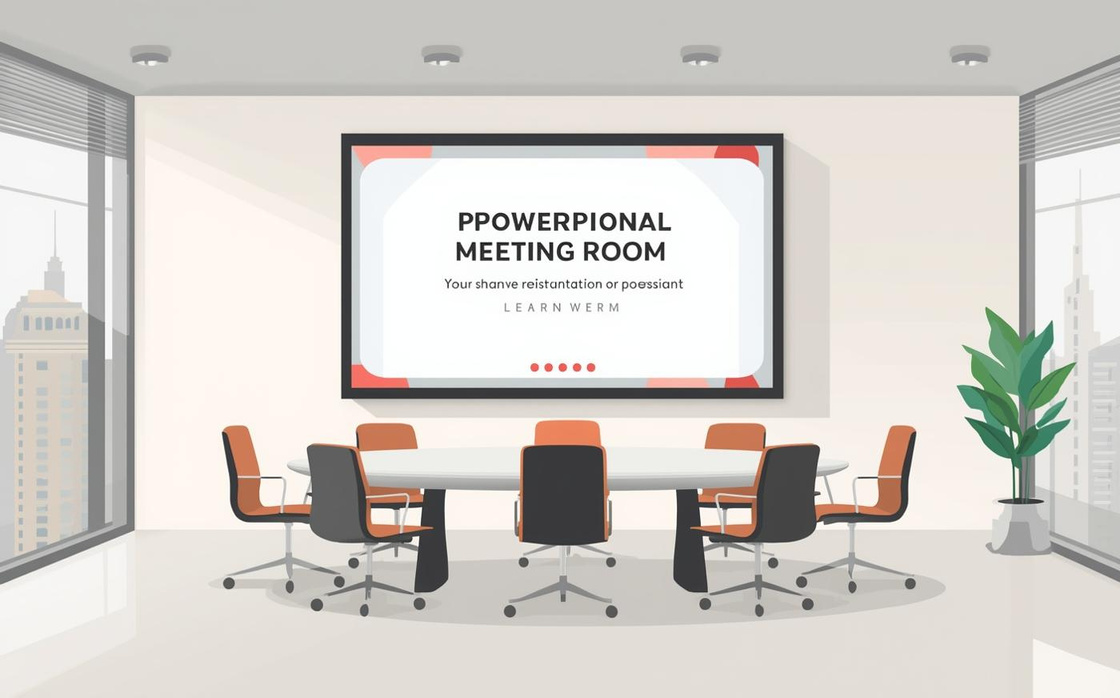 PPOWERPIONAL
MEETING ROOM
Your shanve reistantation or poessiant
LEARN WERM